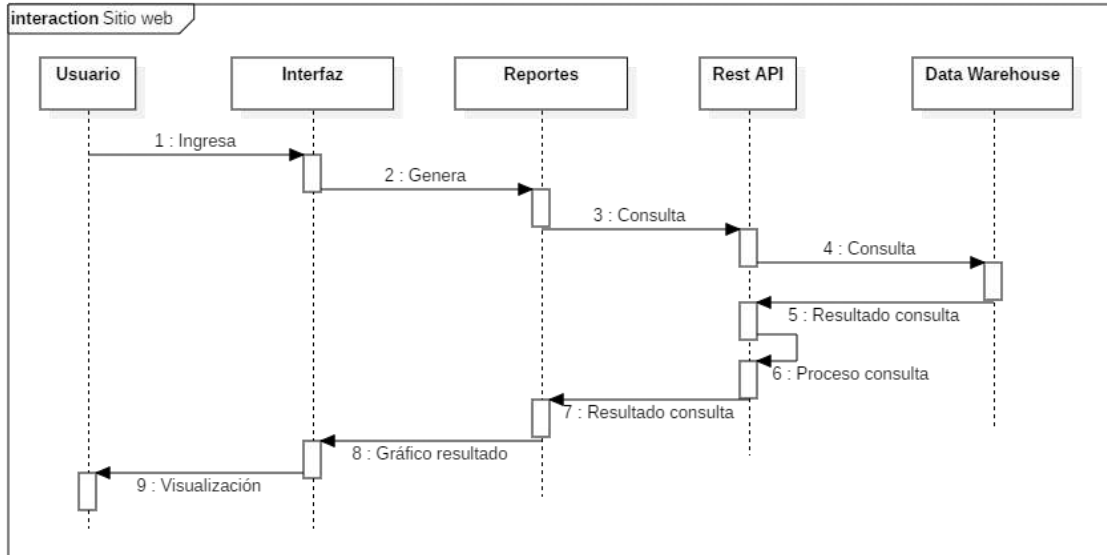 interaction Sitio web
Usuario
Interfaz
Reportes
Rest API
Data Warehouse
1 : Ingresa
2 : Genera
3 : Consulta
4 : Consulta
5 : Resultado consulta
6 : Proceso consulta
7 : Resultado consulta
8 : Gráfico resultado
9 : Visualización